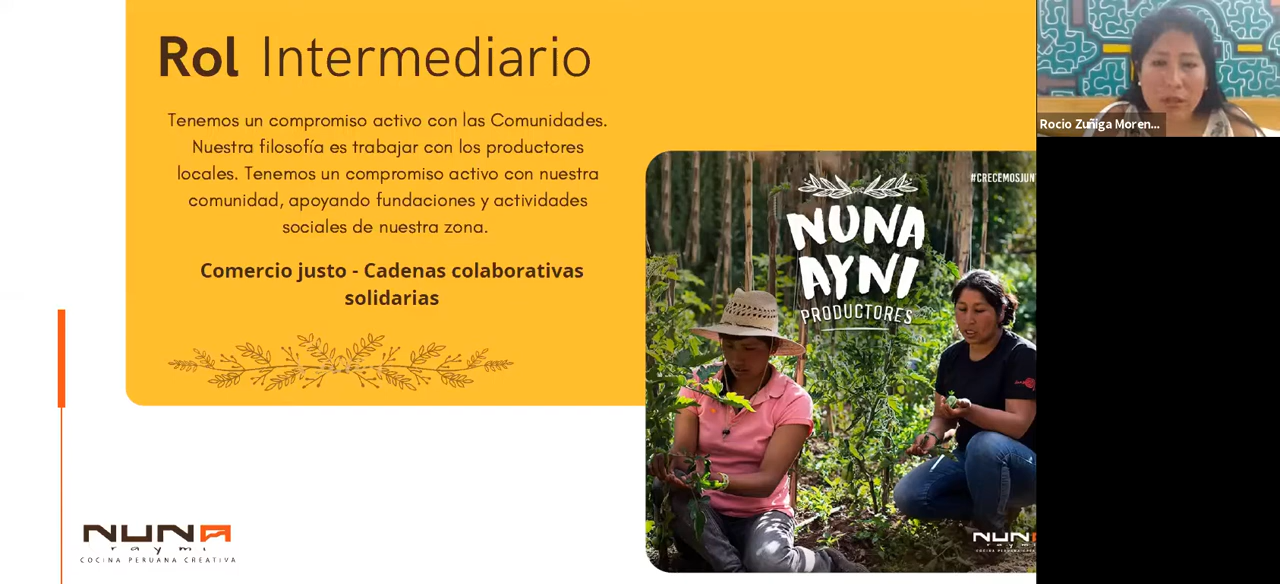 Rol Intermediario
Tenemos un compromiso activo con las Comunidades.
Nuestra filosofía es trabajar con los productores
locales. Tenemos un compromiso activo con nuestra
comunidad, apoyando fundaciones y actividades
sociales de nuestra zona.
Comercio justo - Cadenas colaborativas
solidarias
NUNA
raymi
COCINA PERUANA CREATIVA
#CRECEMOSJUN
NUNA
AYNI
PRODUCTORES
NUNA
raymi
Rocio Zuñiga Moren...